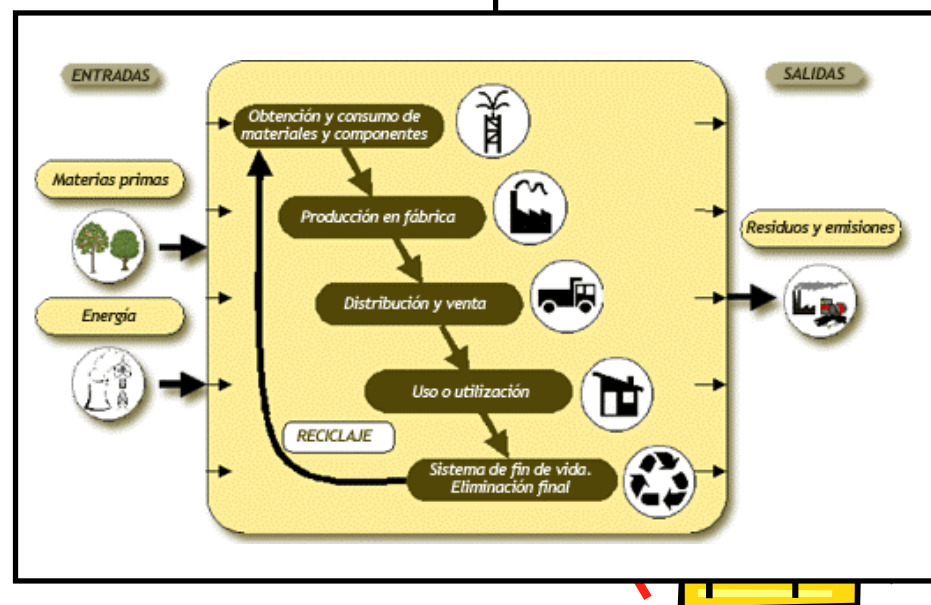 ENTRADAS
SALIDAS
Obtención y consumo de
materiales y componentes
Materias primas
Producción en fábrica
Residuos y emisiones
Distribución y venta
Energía
Uso o utilización
RECICLAJE
Sistema de fin de vida.
Eliminación final